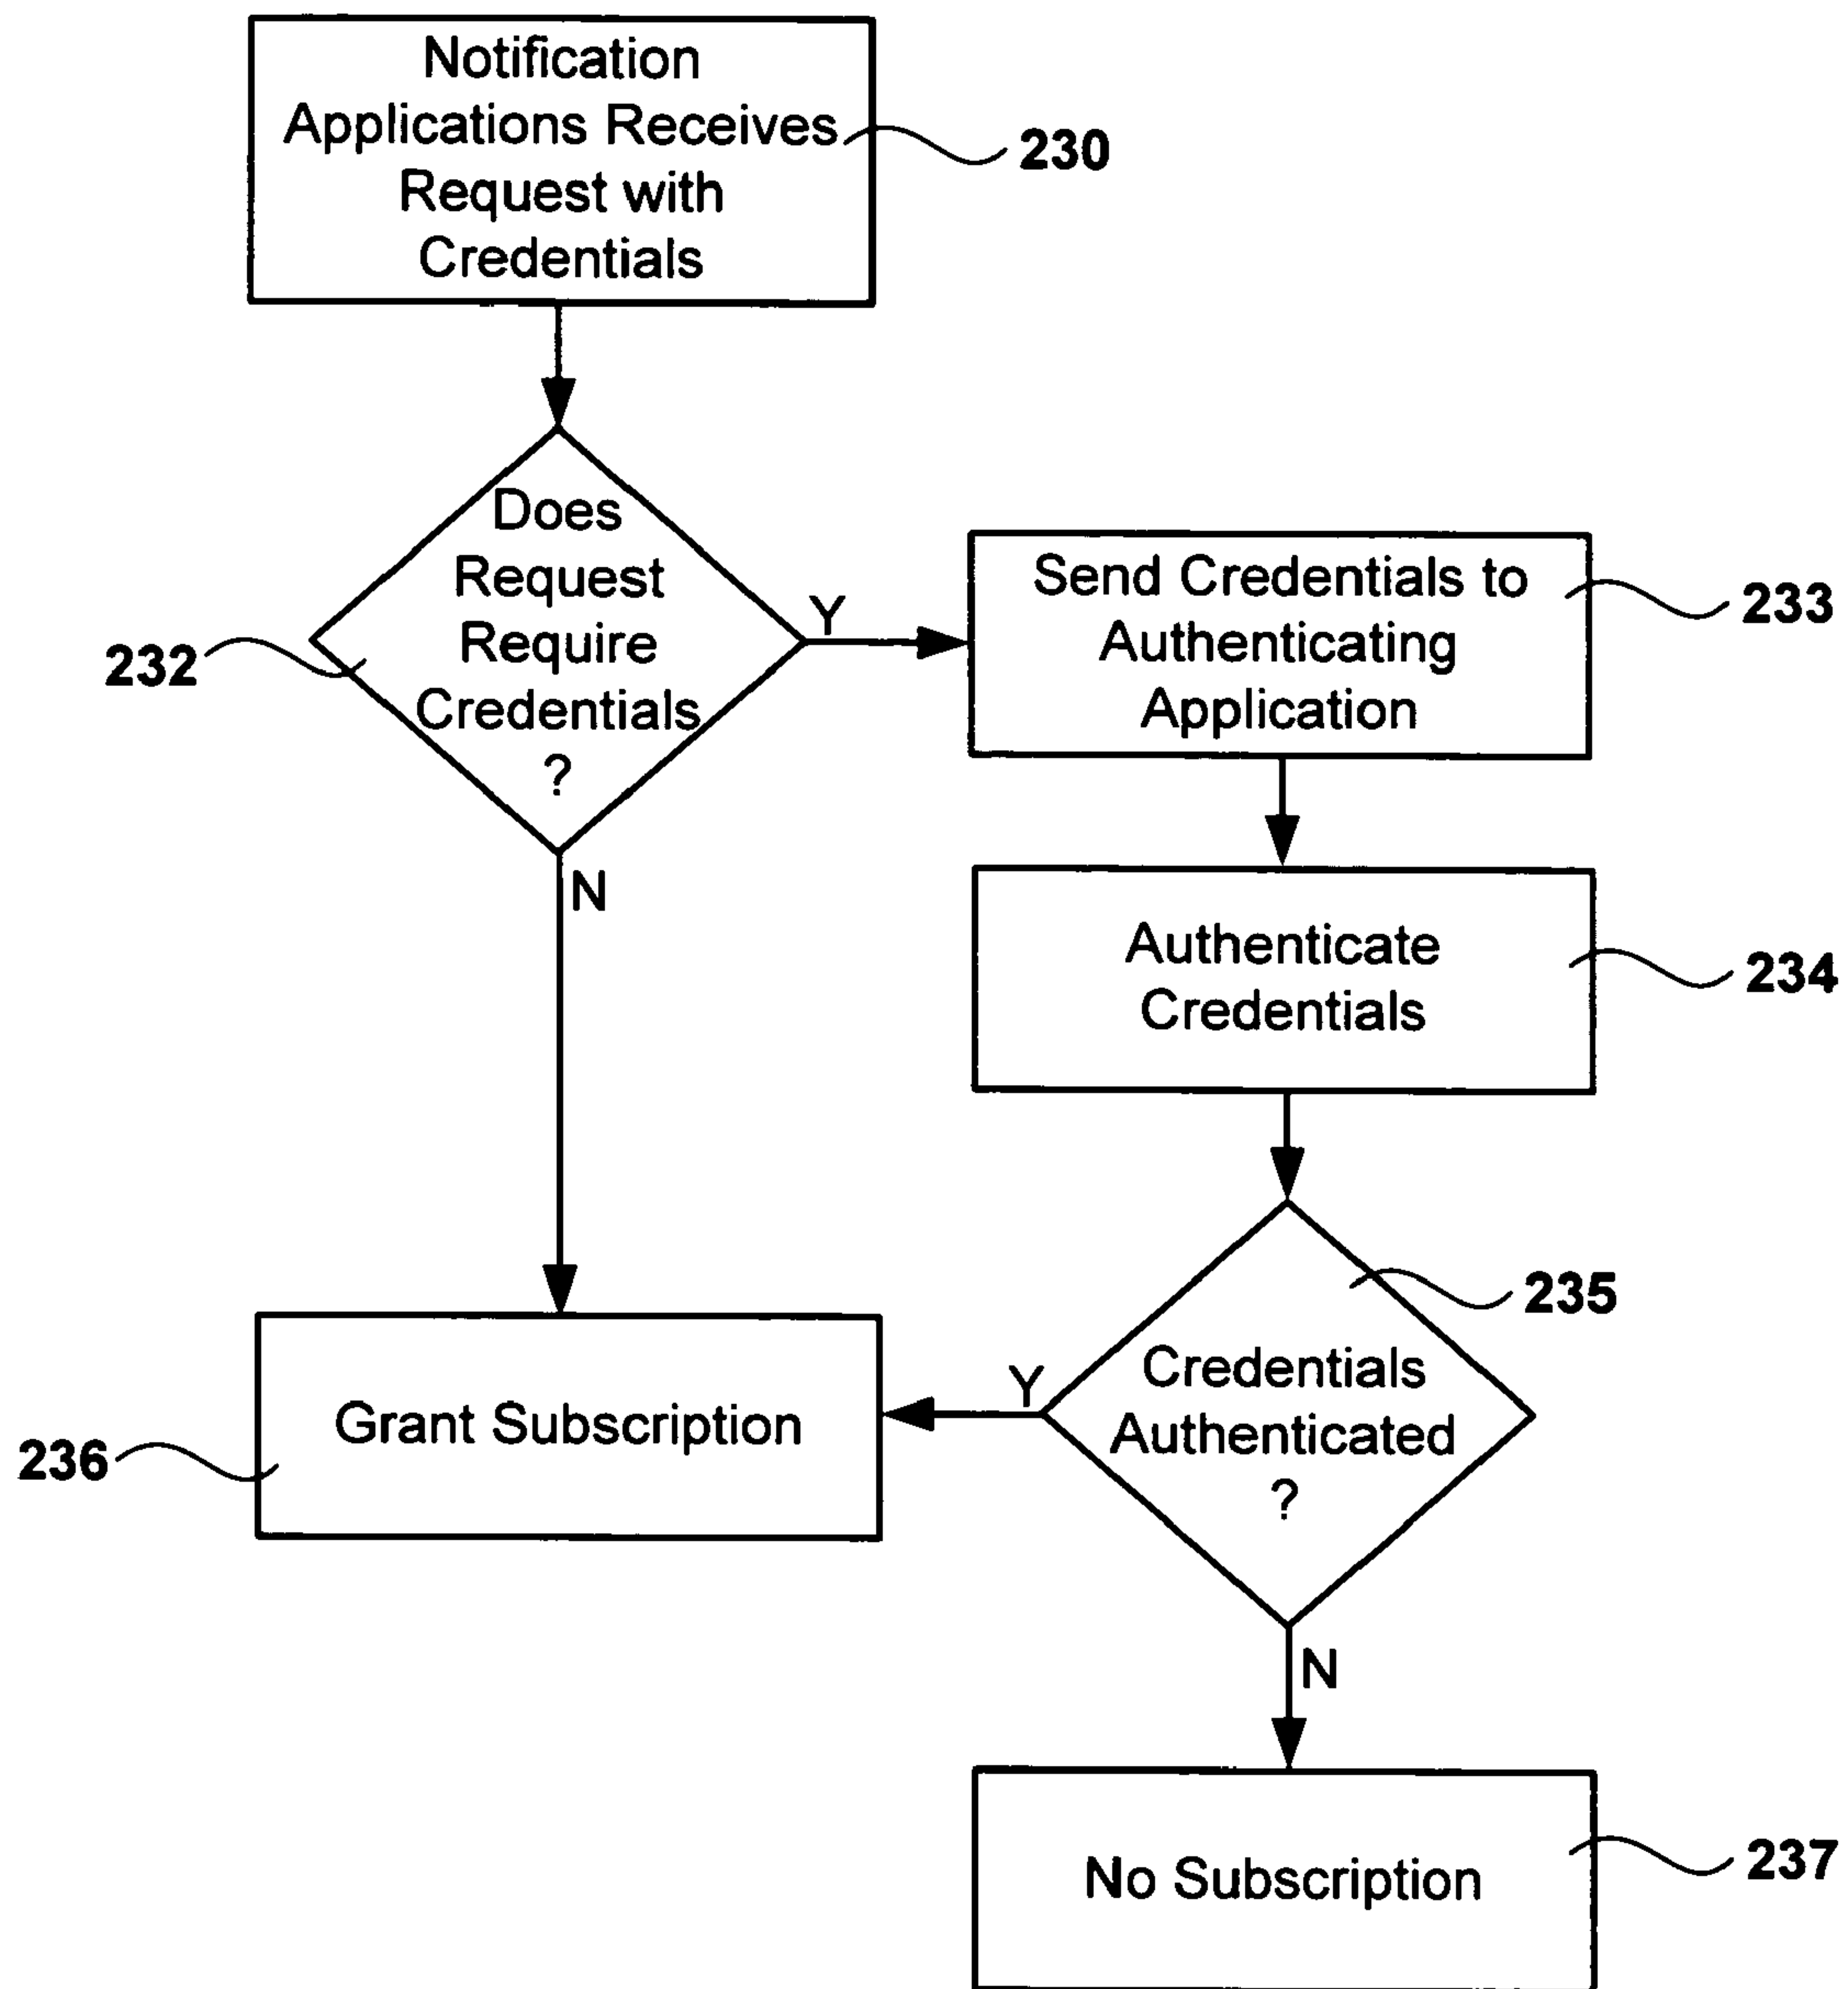 Notification
Applications Receives
Request with
Credentials
230
Does
Request
Require
Credentials
?
232
Y
N
Send Credentials to
Authenticating
Application
233
Authenticate
Credentials
234
235
Credentials
Authenticated
?
Y
N
Grant Subscription
236
No Subscription
237